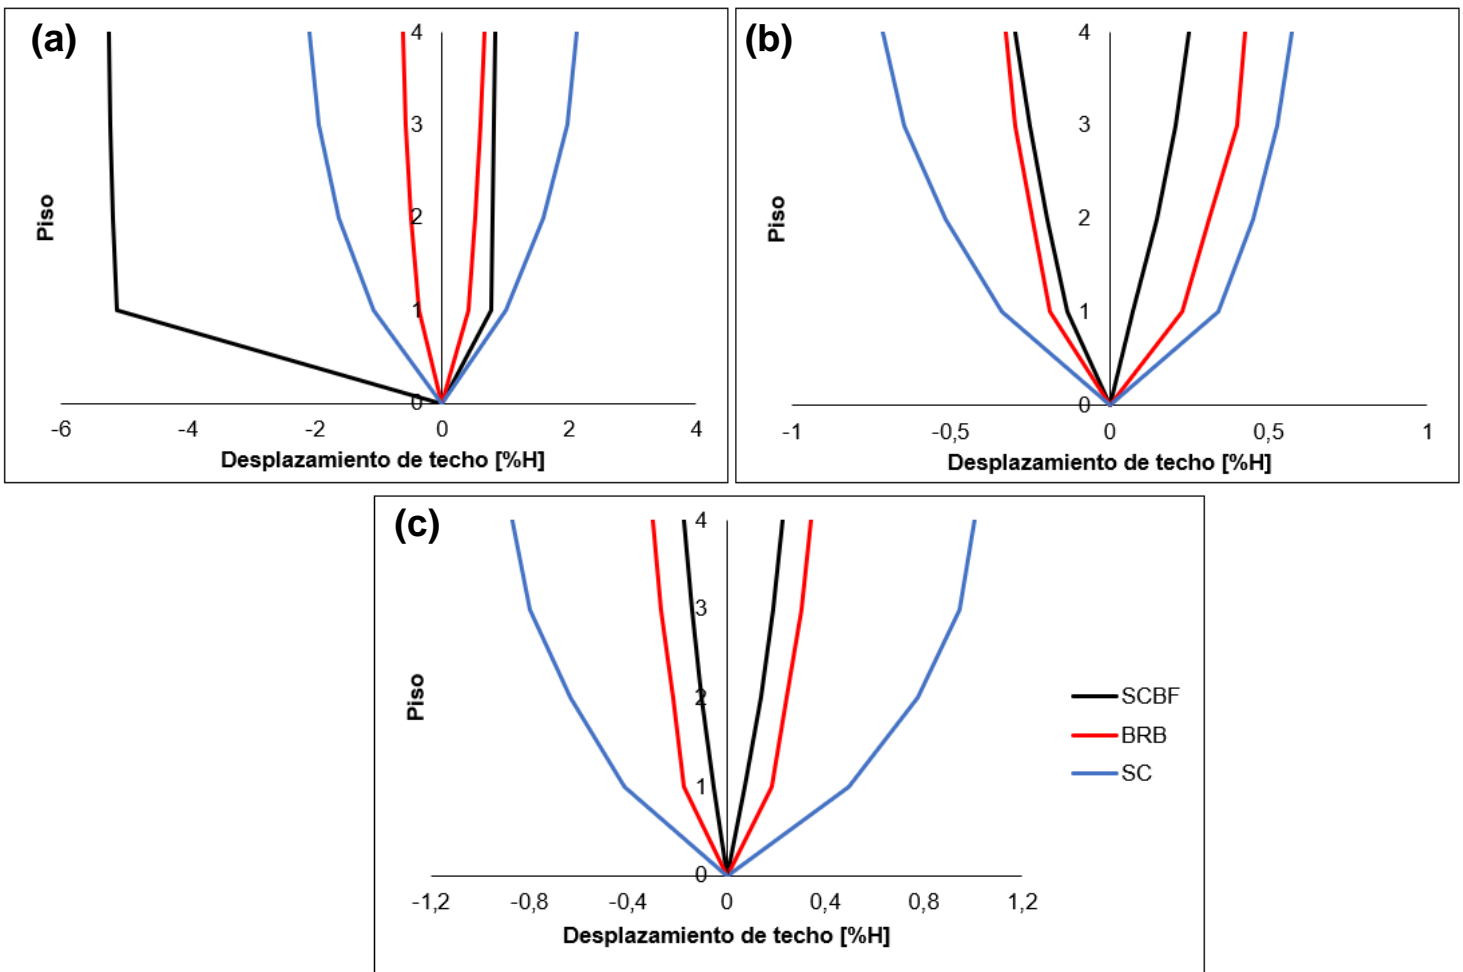 (a)
4
3
2
1
0
Piso
-6 -4 -2 0 2 4
Desplazamiento de techo [%H]
(b)
4
3
2
1
0
Piso
-1 -0,5 0 0,5 1
Desplazamiento de techo [%H]
(c)
4
3
2
1
0
Piso
-1,2 -0,8 -0,4 0 0,4 0,8 1,2
Desplazamiento de techo [%H]
SCBF
BRB
SC